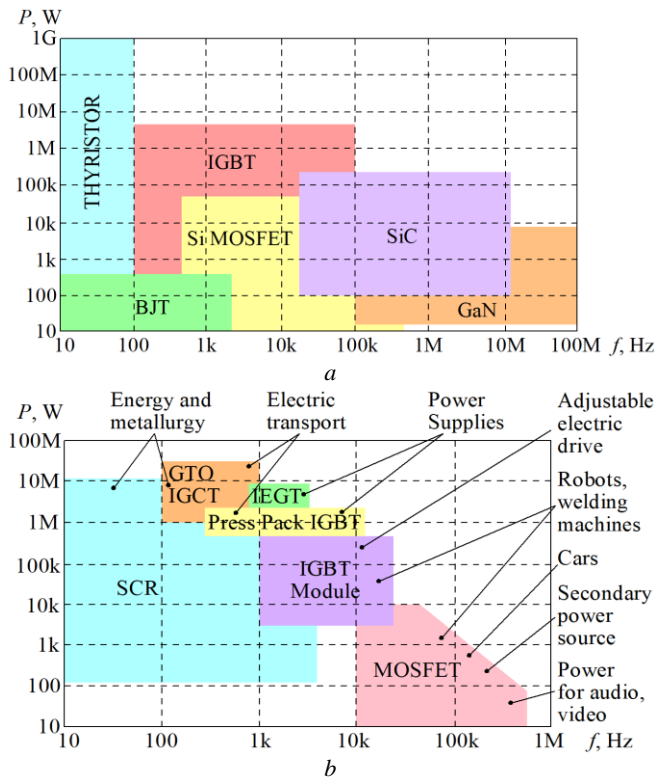 P, W
1G
100M
10M
1M
100k
10k
1k
100
10
THYRISTOR
IGBT
Si MOSFET
SiC
BJT
GaN
10 100 1k 10k 100k 1M 10M 100M
f, Hz
a
P, W
Energy and
metallurgy
Electric
transport
Power
Supplies
Adjustable
electric
drive
Robots,
welding
machines
Cars
Secondary
power
source
Power
for audio,
video
100M
10M
1M
100k
10k
1k
100
10
GTO
IGCT
IEGT
Press Pack IGBT
IGBT
Module
SCR
MOSFET
10 100 1k 10k 100k 1M
f, Hz
b